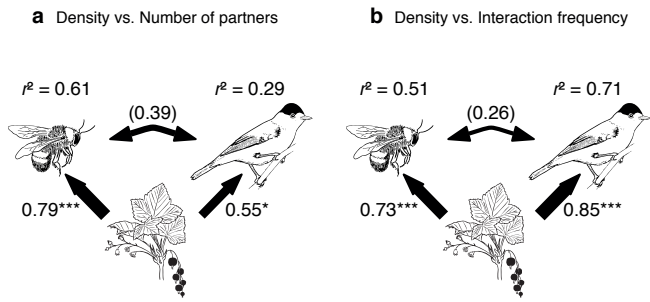 a Density vs. Number of partners
r² = 0.61
r² = 0.29
(0.39)
0.79***
0.55*
b Density vs. Interaction frequency
r² = 0.51
r² = 0.71
(0.26)
0.73***
0.85***